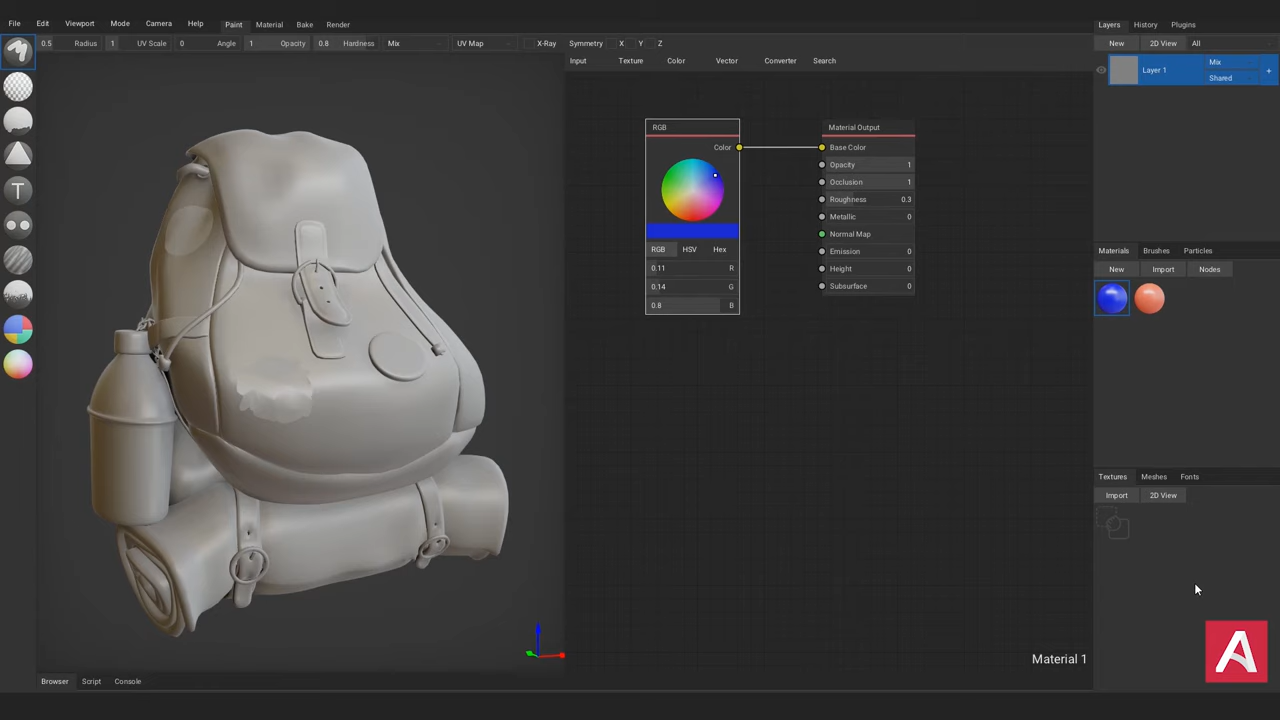 File Edit Viewport Mode Camera Help Paint Material Bake Render Layers History Plugins
0.5 Radius 1 UV Scale 0 Angle 1 Opacity 0.8 Hardness Mix UV Map X-Ray Symmetry X Y Z New 2D View All
Input Texture Color Vector Converter Search
Layer 1 Mix
Shared
RGB
Color
RGB HSV Hex
0.11 R
0.14 G
0.8 B
Material Output
Base Color
Opacity 1
Occlusion 1
Roughness 0.3
Metallic 0
Normal Map
Emission 0
Height 0
Subsurface 0
Materials Brushes Particles
New Import Nodes
Textures Meshes Fonts
Import 2D View
T
Material 1
A
Browser Script Console